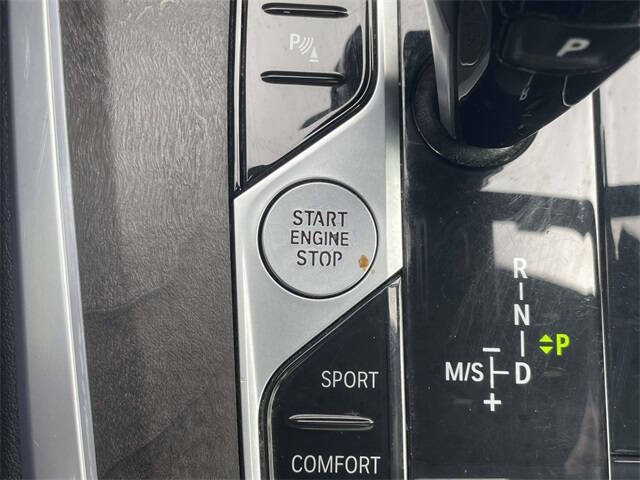 P
P
START
ENGINE
STOP
R
N
P
M/S
D
SPORT
COMFORT